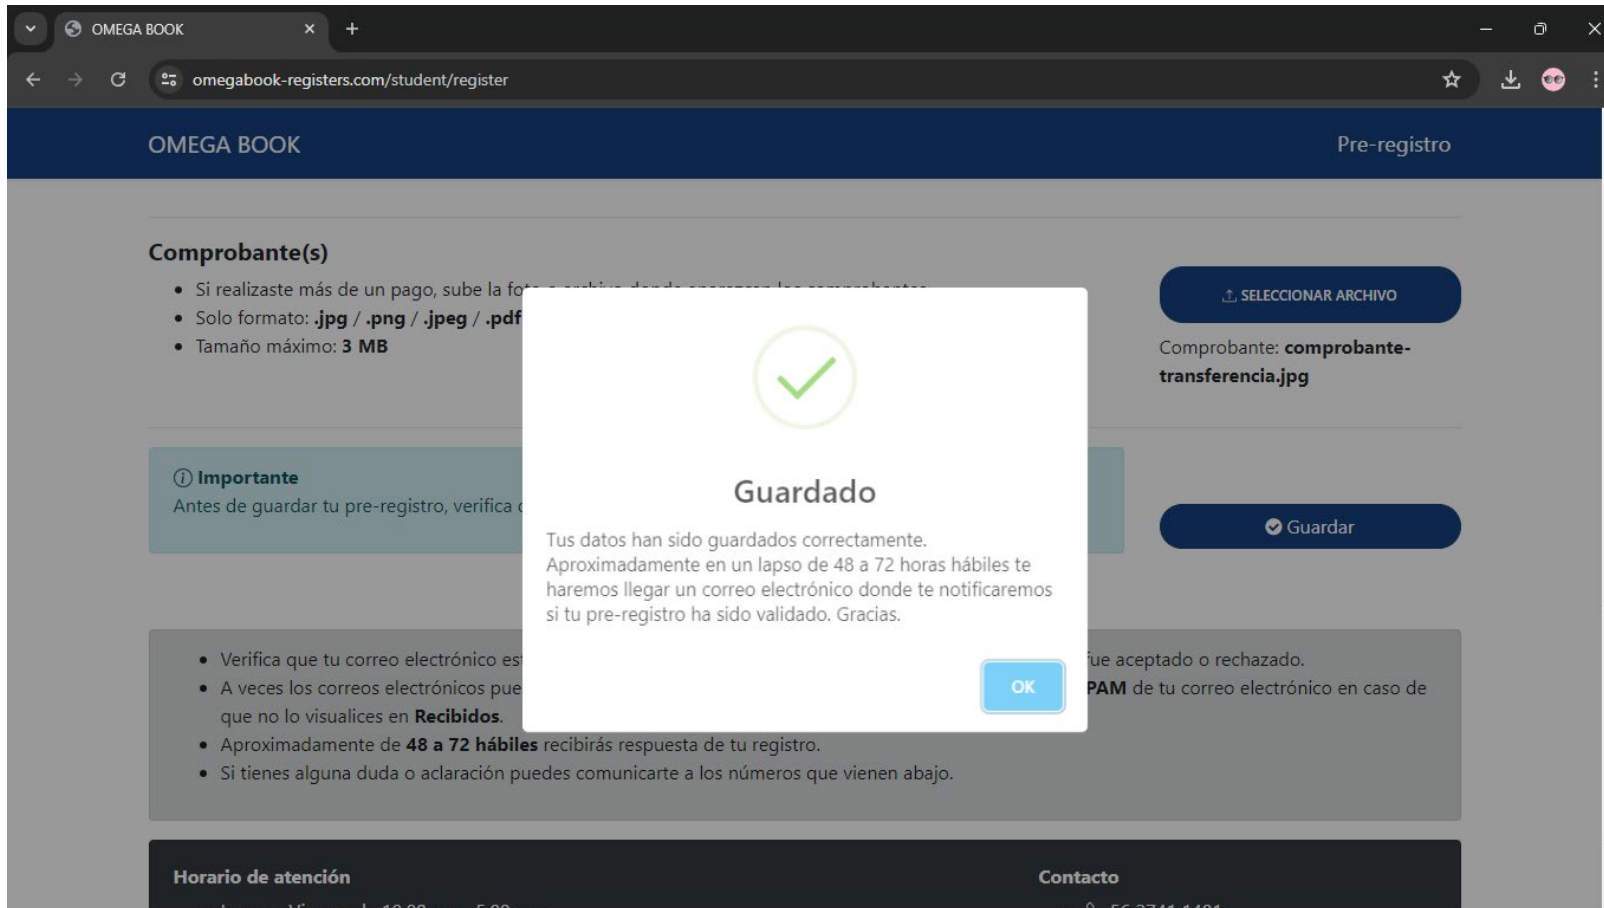 OMEGA BOOK
omegabook-registers.com/student/register
OMEGA BOOK
Pre-registro
Comprobante(s)
Si realizaste más de un pago, sube la
Solo formato: .jpg / .png / .jpeg / .pdf
Tamaño máximo: 3 MB
SELECCIONAR ARCHIVO
Comprobante: comprobante-
transferencia.jpg
Importante
Antes de guardar tu pre-registro, verifica
Guardar
Guardado
Tus datos han sido guardados correctamente.
Aproximadamente en un lapso de 48 a 72 horas hábiles te
haremos llegar un correo electrónico donde te notificaremos
si tu pre-registro ha sido validado. Gracias.
OK
Verifica que tu correo electrónico
fue aceptado o rechazado.
A veces los correos electrónicos
de tu correo electrónico en caso de
que no lo visualices en Recibidos.
Aproximadamente de 48 a 72 hábiles recibirás respuesta de tu registro.
Si tienes alguna duda o aclaración puedes comunicarte a los números que vienen abajo.
Horario de atención
Contacto